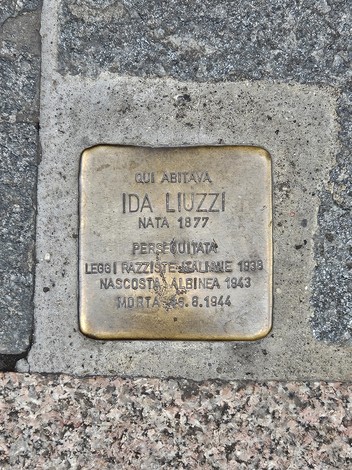 QUI ABITAVA
IDA LIUZZI
NATA 1877
PERSEGUITATA
LEGGI RAZZISTE ITALIANE 1938
NASCOSTA ALBINEA 1943
MORTA 8.1944